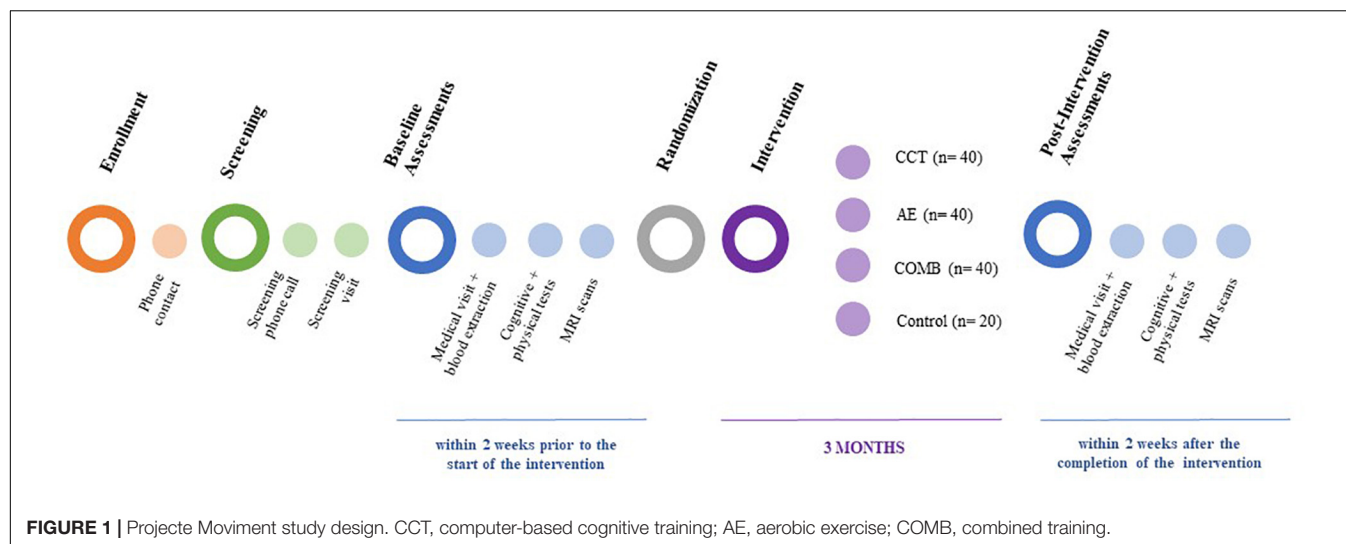 Enrollment
Phone
contact
Screening
Screening
phone call
Screening
visit
Baseline
Assessments
Medical visit +
blood extraction
Cognitive +
physical tests
MRI scans
within 2 weeks prior to the
start of the intervention
Randomization
Intervention
CCT (n= 40)
AE (n= 40)
COMB (n= 40)
Control (n= 20)
3 MONTHS
Post-Intervention
Assessments
Medical visit +
blood extraction
Cognitive +
physical tests
MRI scans
within 2 weeks after the
completion of the intervention
FIGURE 1 | Projecte Moviment study design. CCT, computer-based cognitive training; AE, aerobic exercise; COMB, combined training.